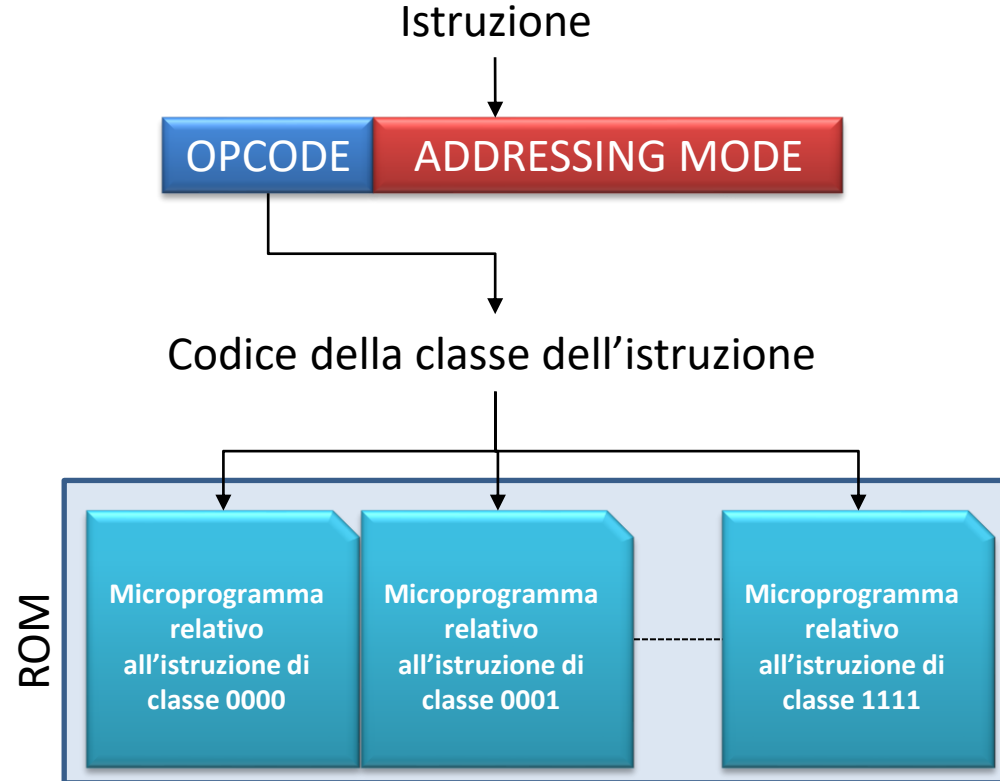 Istruzione
OPCODE ADDRESSING MODE
Codice della classe dell’istruzione
ROM
Microprogramma
relativo
all’istruzione di
classe 0000
Microprogramma
relativo
all’istruzione di
classe 0001
Microprogramma
relativo
all’istruzione di
classe 1111